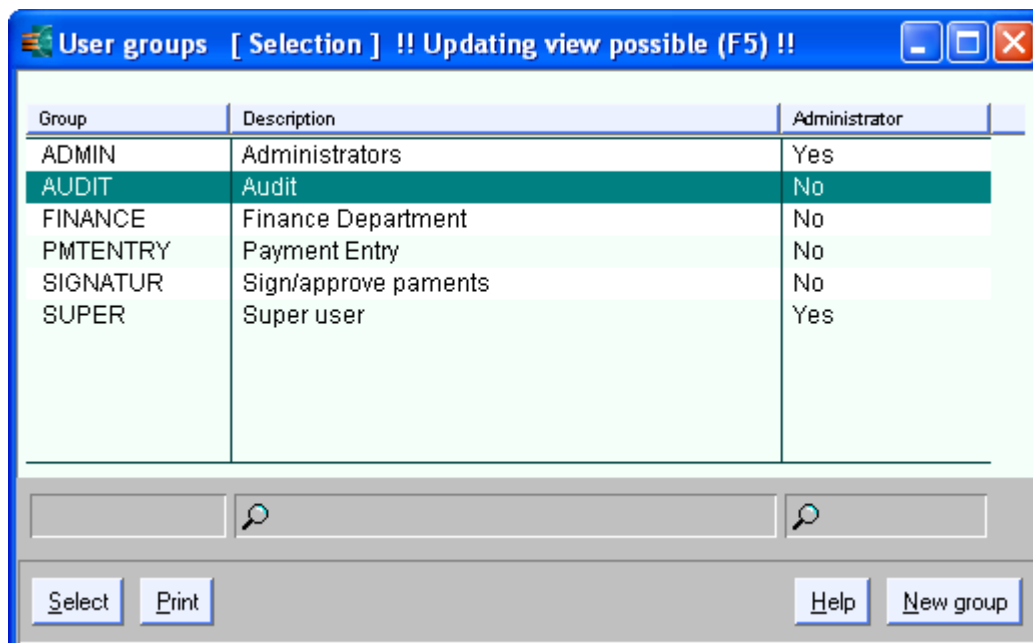 User groups [ Selection ] !! Updating view possible (F5) !!
Group Description Administrator
ADMIN Administrators Yes
AUDIT Audit No
FINANCE Finance Department No
PMTENTRY Payment Entry No
SIGNATUR Sign/approve paments No
SUPER Super user Yes
Select Print Help New group